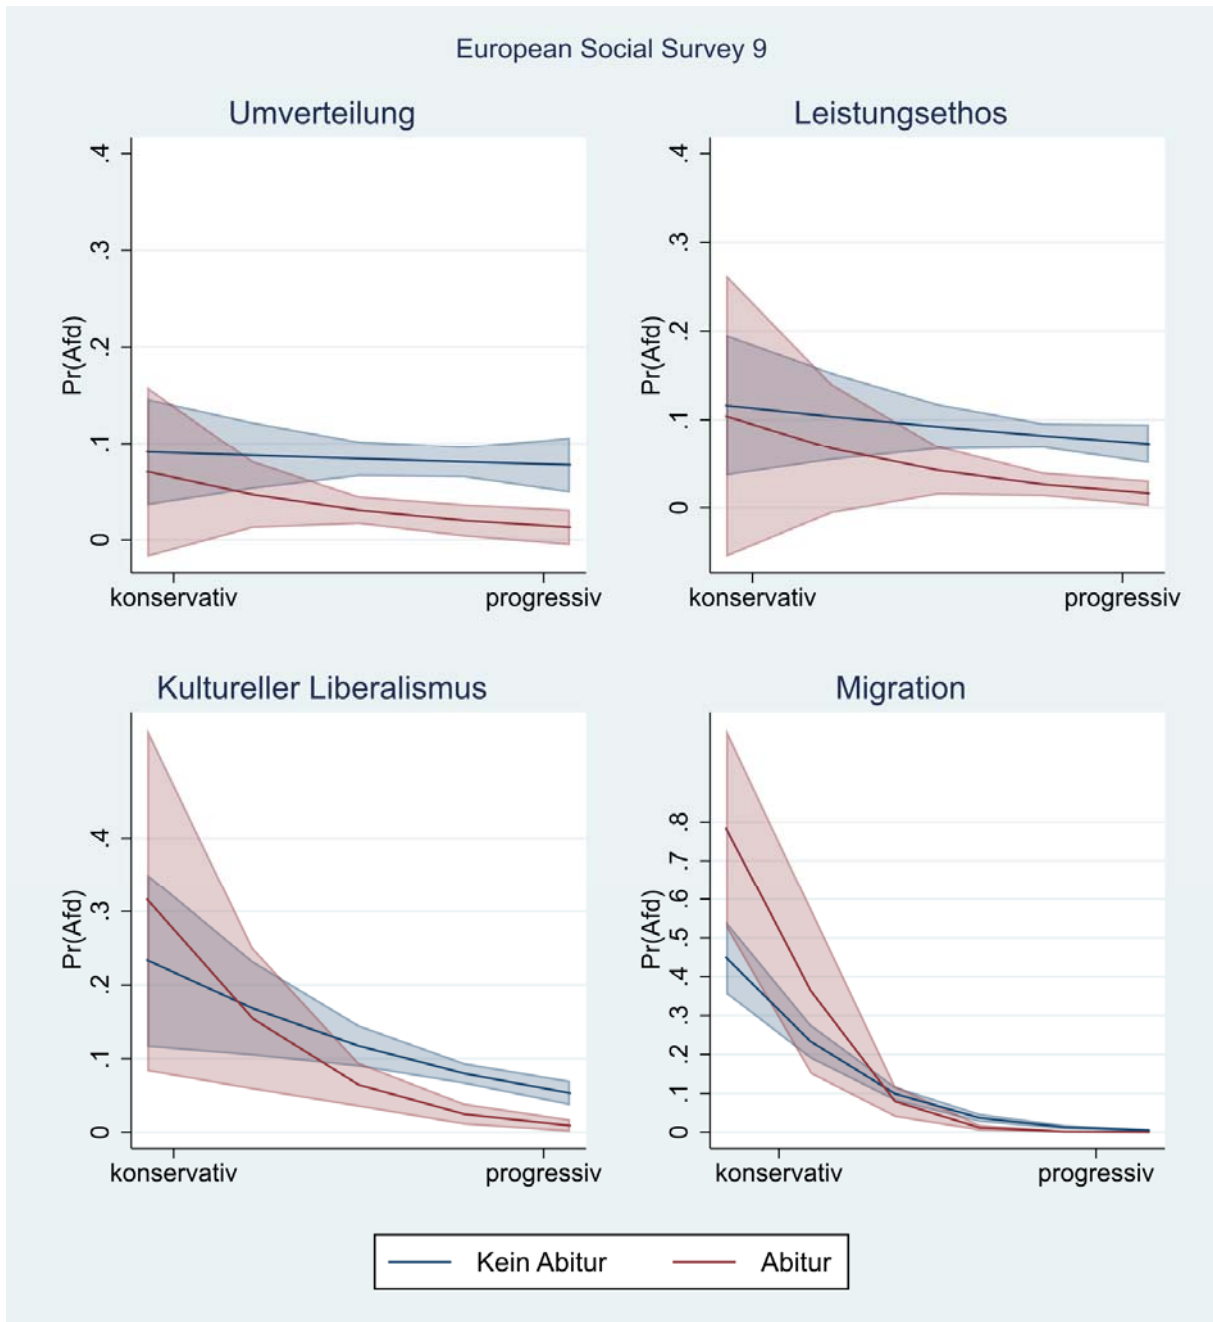 European Social Survey 9
Umverteilung
Pr(Afd)
.4
.3
.2
.1
0
konservativ progressiv
Leistungsethos
Pr(Afd)
.4
.3
.2
.1
0
konservativ progressiv
Kultureller Liberalismus
Pr(Afd)
.4
.3
.2
.1
0
konservativ progressiv
Migration
Pr(Afd)
.8
.7
.6
.5
.4
.3
.2
.1
0
konservativ progressiv
Kein Abitur Abitur